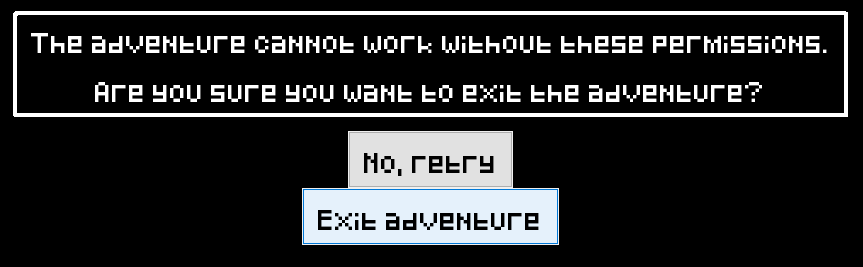 The adventure cannot work without these permissions.
Are you sure you want to exit the adventure?
No, retry
Exit adventure